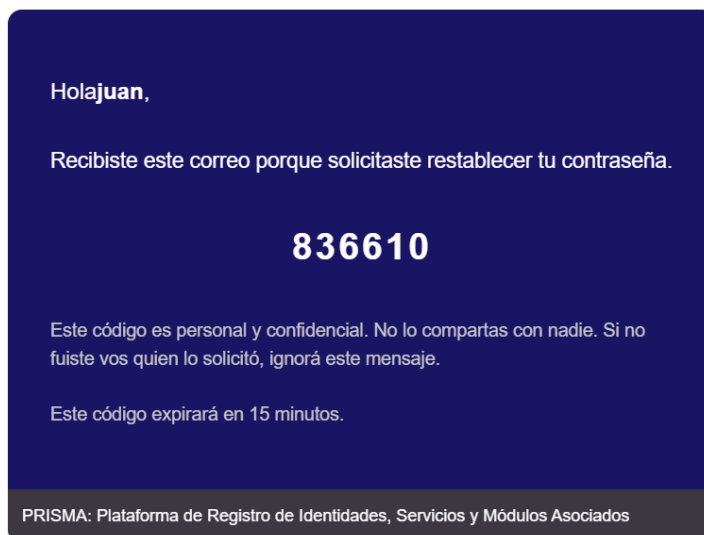 Holajuan,
Recibiste este correo porque solicitaste restablecer tu contraseña.
836610
Este código es personal y confidencial. No lo compartas con nadie. Si no
fuiste vos quien lo solicitó, ignorá este mensaje.
Este código expirará en 15 minutos.
PRISMA: Plataforma de Registro de Identidades, Servicios y Módulos Asociados